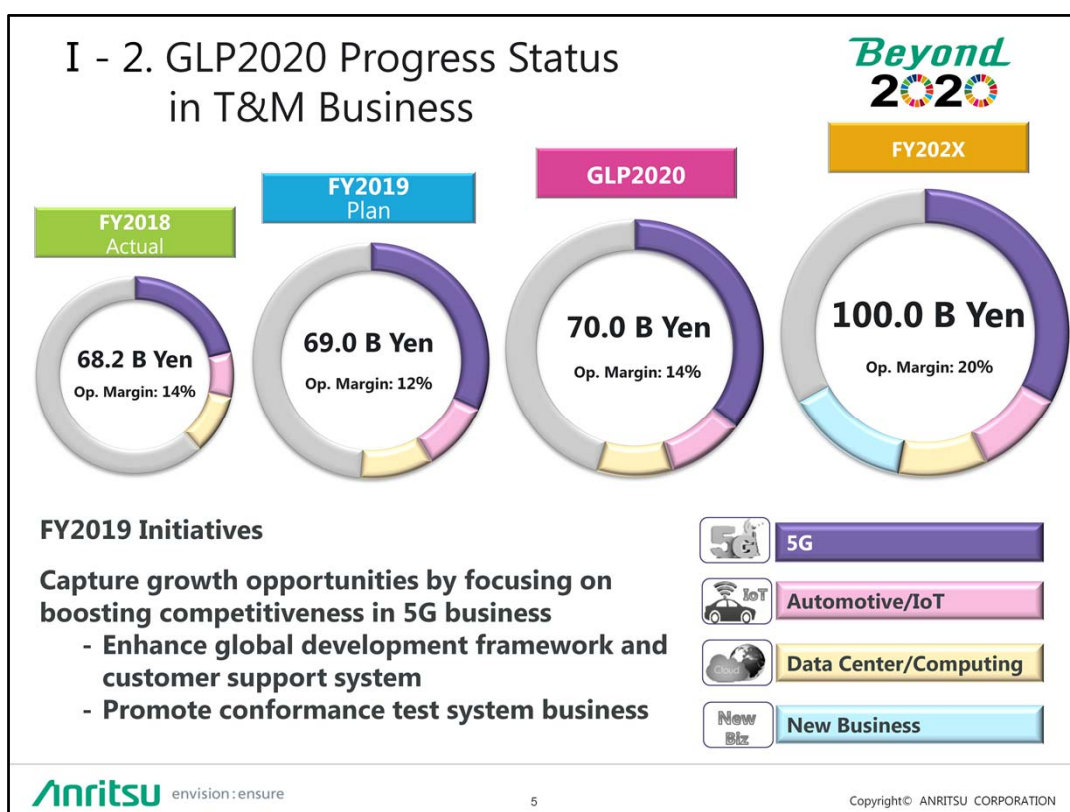 Ⅰ - 2. GLP2020 Progress Status
in T&M Business
Beyond
2020
FY2018
Actual
FY2019
Plan
GLP2020
FY202X
68.2 B Yen
Op. Margin: 14%
69.0 B Yen
Op. Margin: 12%
70.0 B Yen
Op. Margin: 14%
100.0 B Yen
Op. Margin: 20%
FY2019 Initiatives
Capture growth opportunities by focusing on
boosting competitiveness in 5G business
- Enhance global development framework and
customer support system
- Promote conformance test system business
5G
5G
IoT
Automotive/IoT
Cloud
Data Center/Computing
New
Biz
New Business
Anritsu envision : ensure
5
Copyright© ANRITSU CORPORATION